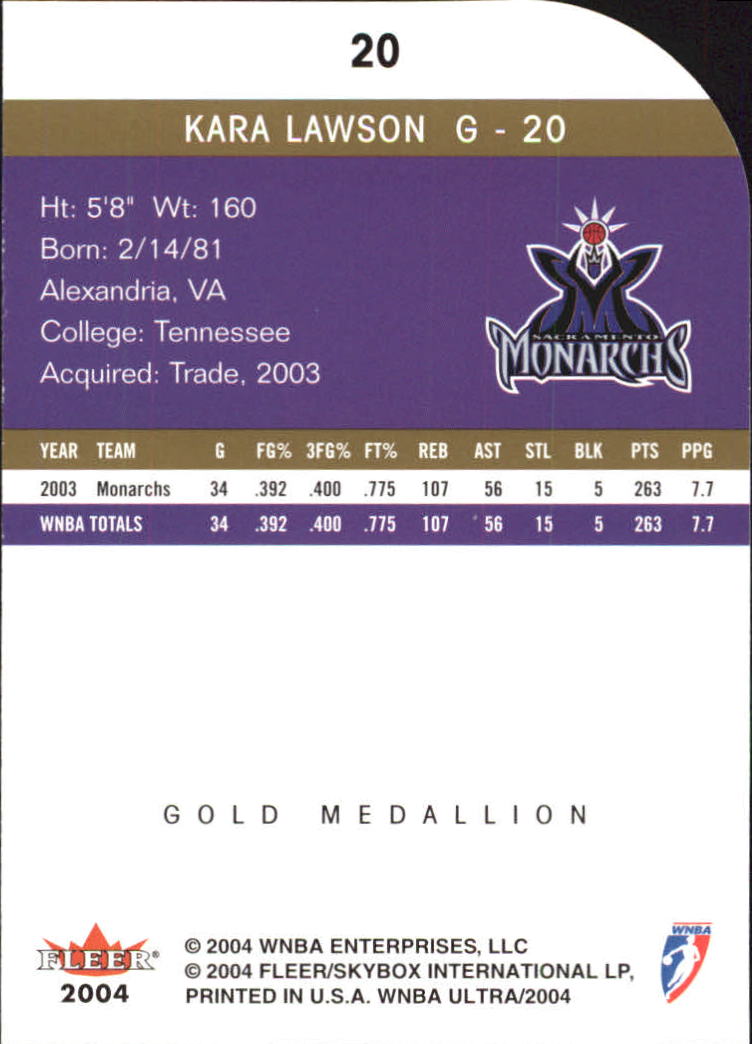 20
KARA LAWSON G - 20
Ht: 5'8" Wt: 160
Born: 2/14/81
Alexandria, VA
College: Tennessee
Acquired: Trade, 2003
SACRAMENTO
MONARCHS
YEAR TEAM G FG% 3FG% FT% REB AST STL BLK PTS PPG
2003 Monarchs 34 .392 .400 .775 107 56 15 5 263 7.7
WNBA TOTALS 34 .392 .400 .775 107 56 15 5 263 7.7
GOLD MEDALLION
FLEER®
2004
© 2004 WNBA ENTERPRISES, LLC
© 2004 FLEER/SKYBOX INTERNATIONAL LP,
PRINTED IN U.S.A. WNBA ULTRA/2004
WNBA